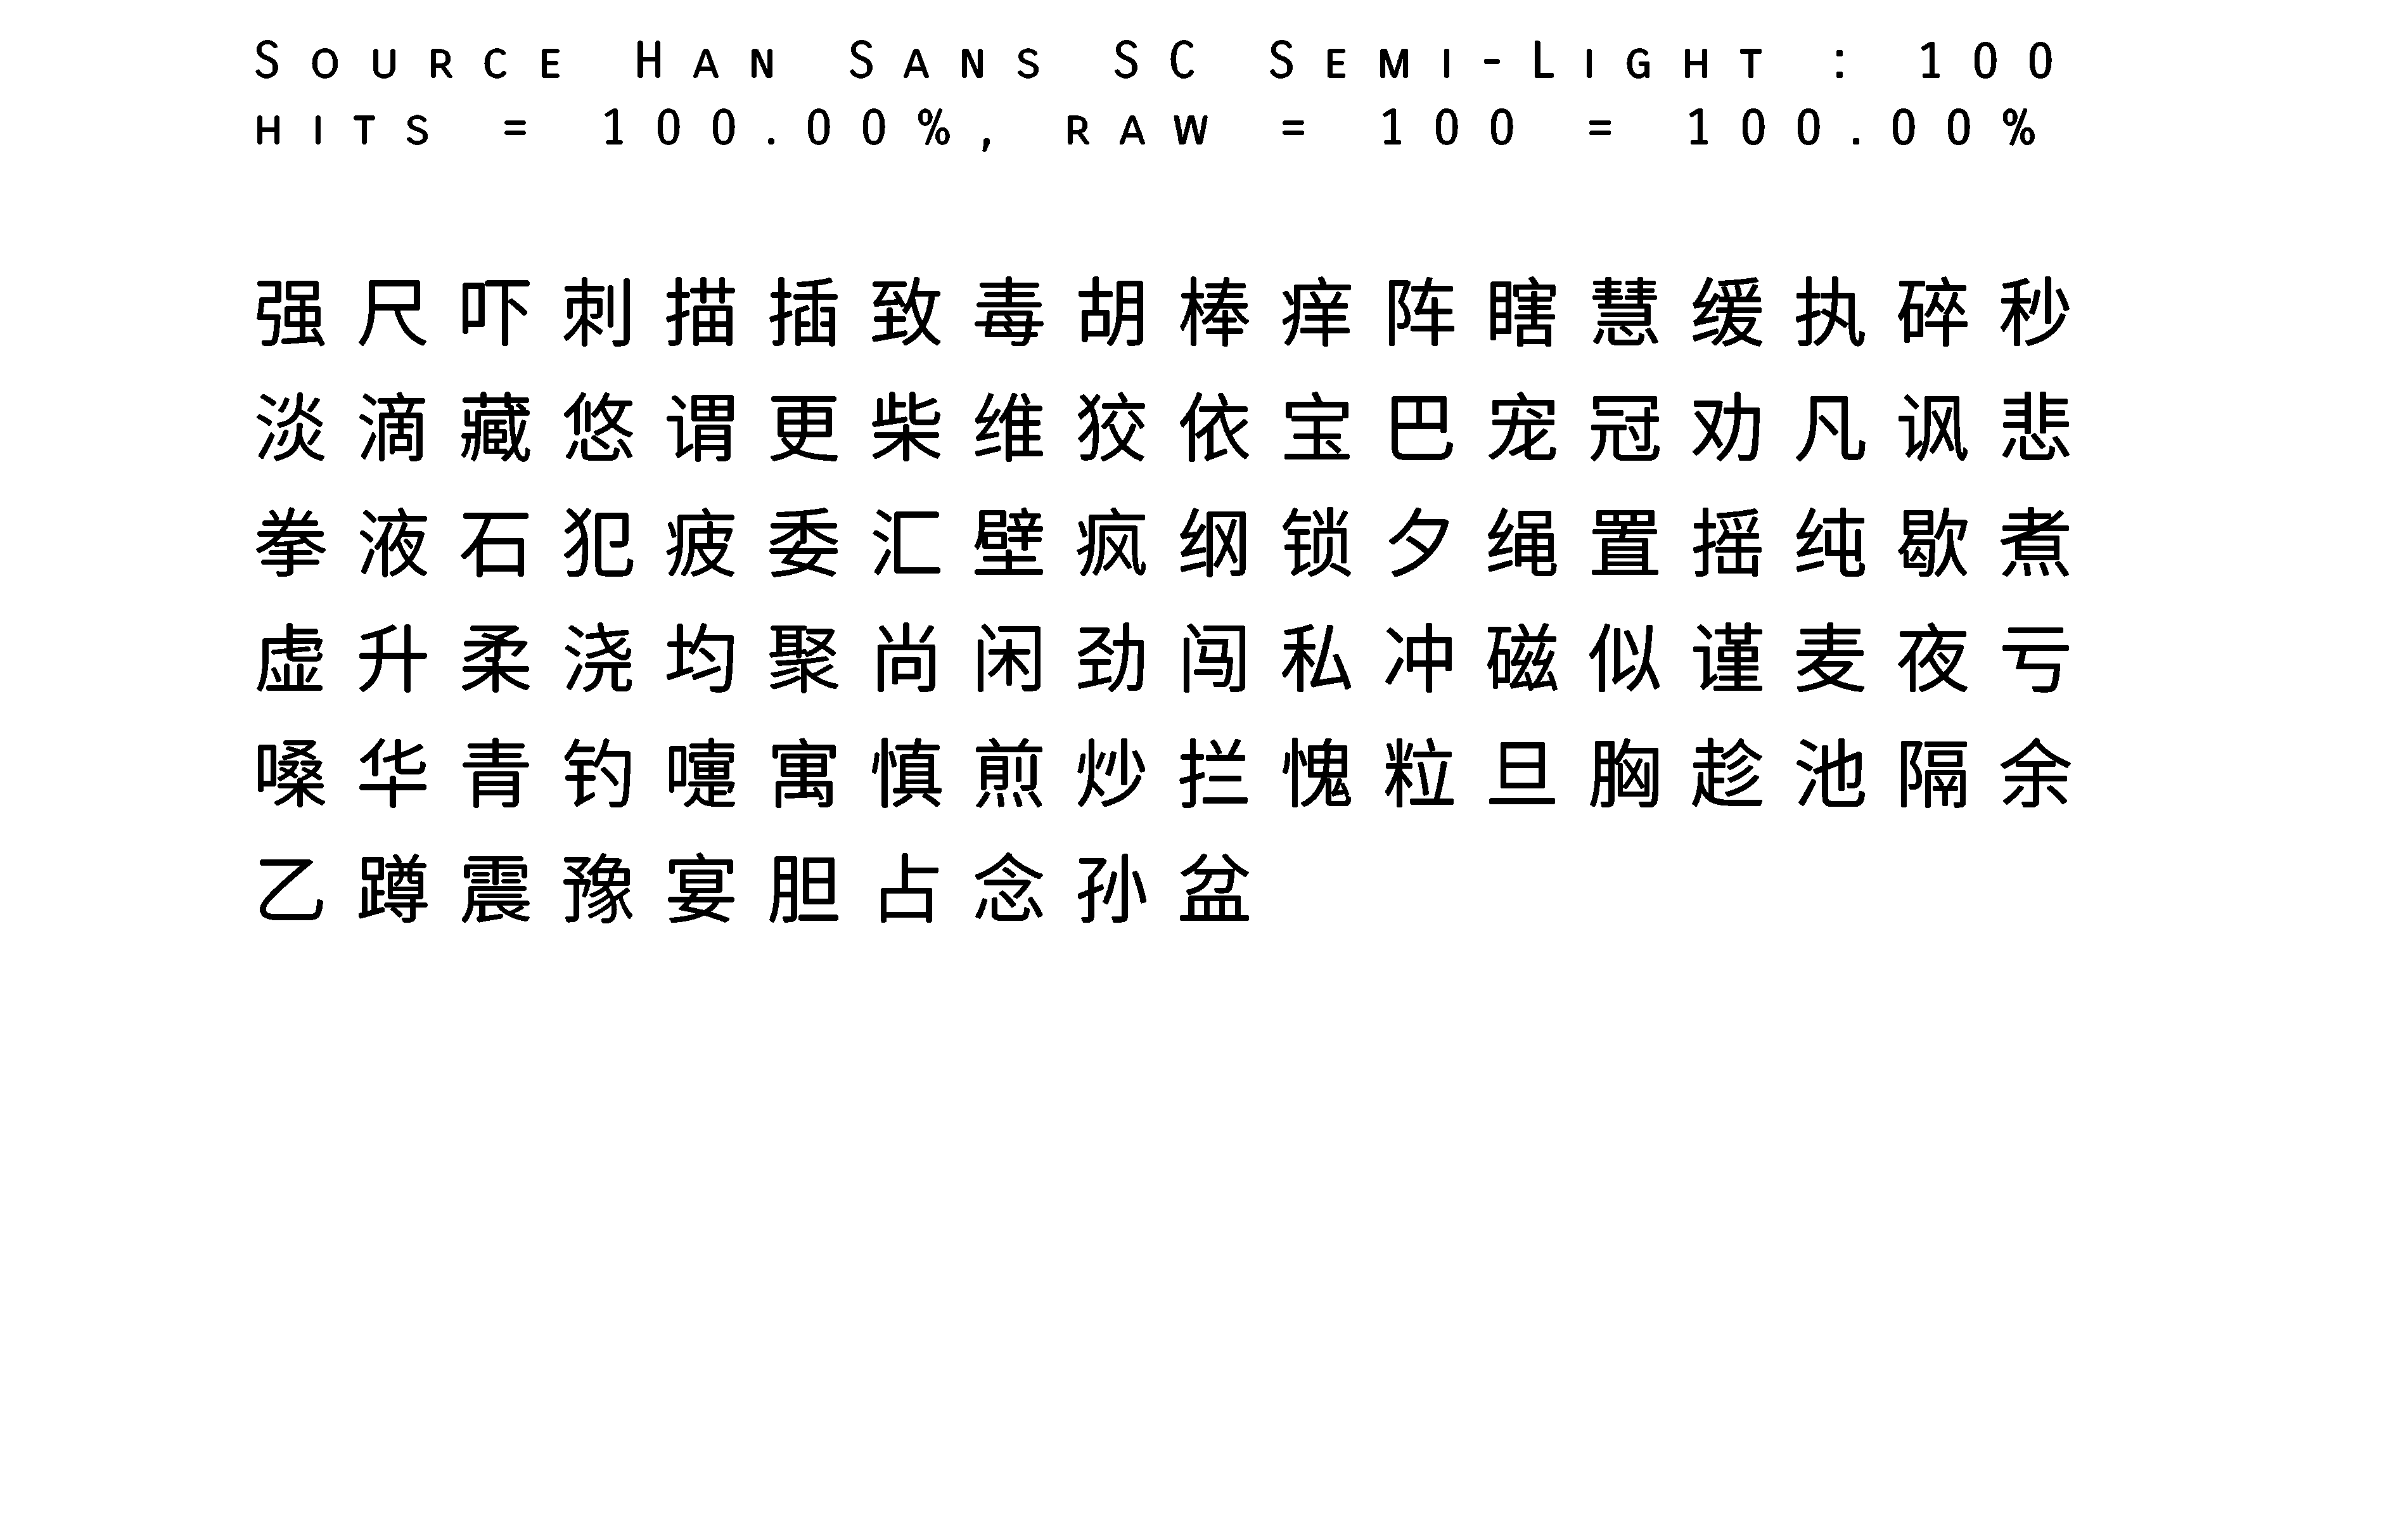 Source Han Sans SC Semi-Light : 100
hits = 100.00%, raw = 100 = 100.00%
强尺吓刺描插致毒胡棒痒阵瞎慧缓执碎秒
淡滴藏悠谓更柴维狡依宝巴宠冠劝凡讽悲
拳液石犯疲委汇壁疯纲锁夕绳置摇纯歇煮
虚升柔浇均聚尚闲劲闯私冲磁似谨麦夜亏
嗓华青钓嚏寓慎煎炒拦愧粒旦胸趁池隔余
乙蹲震豫宴胆占念孙盆